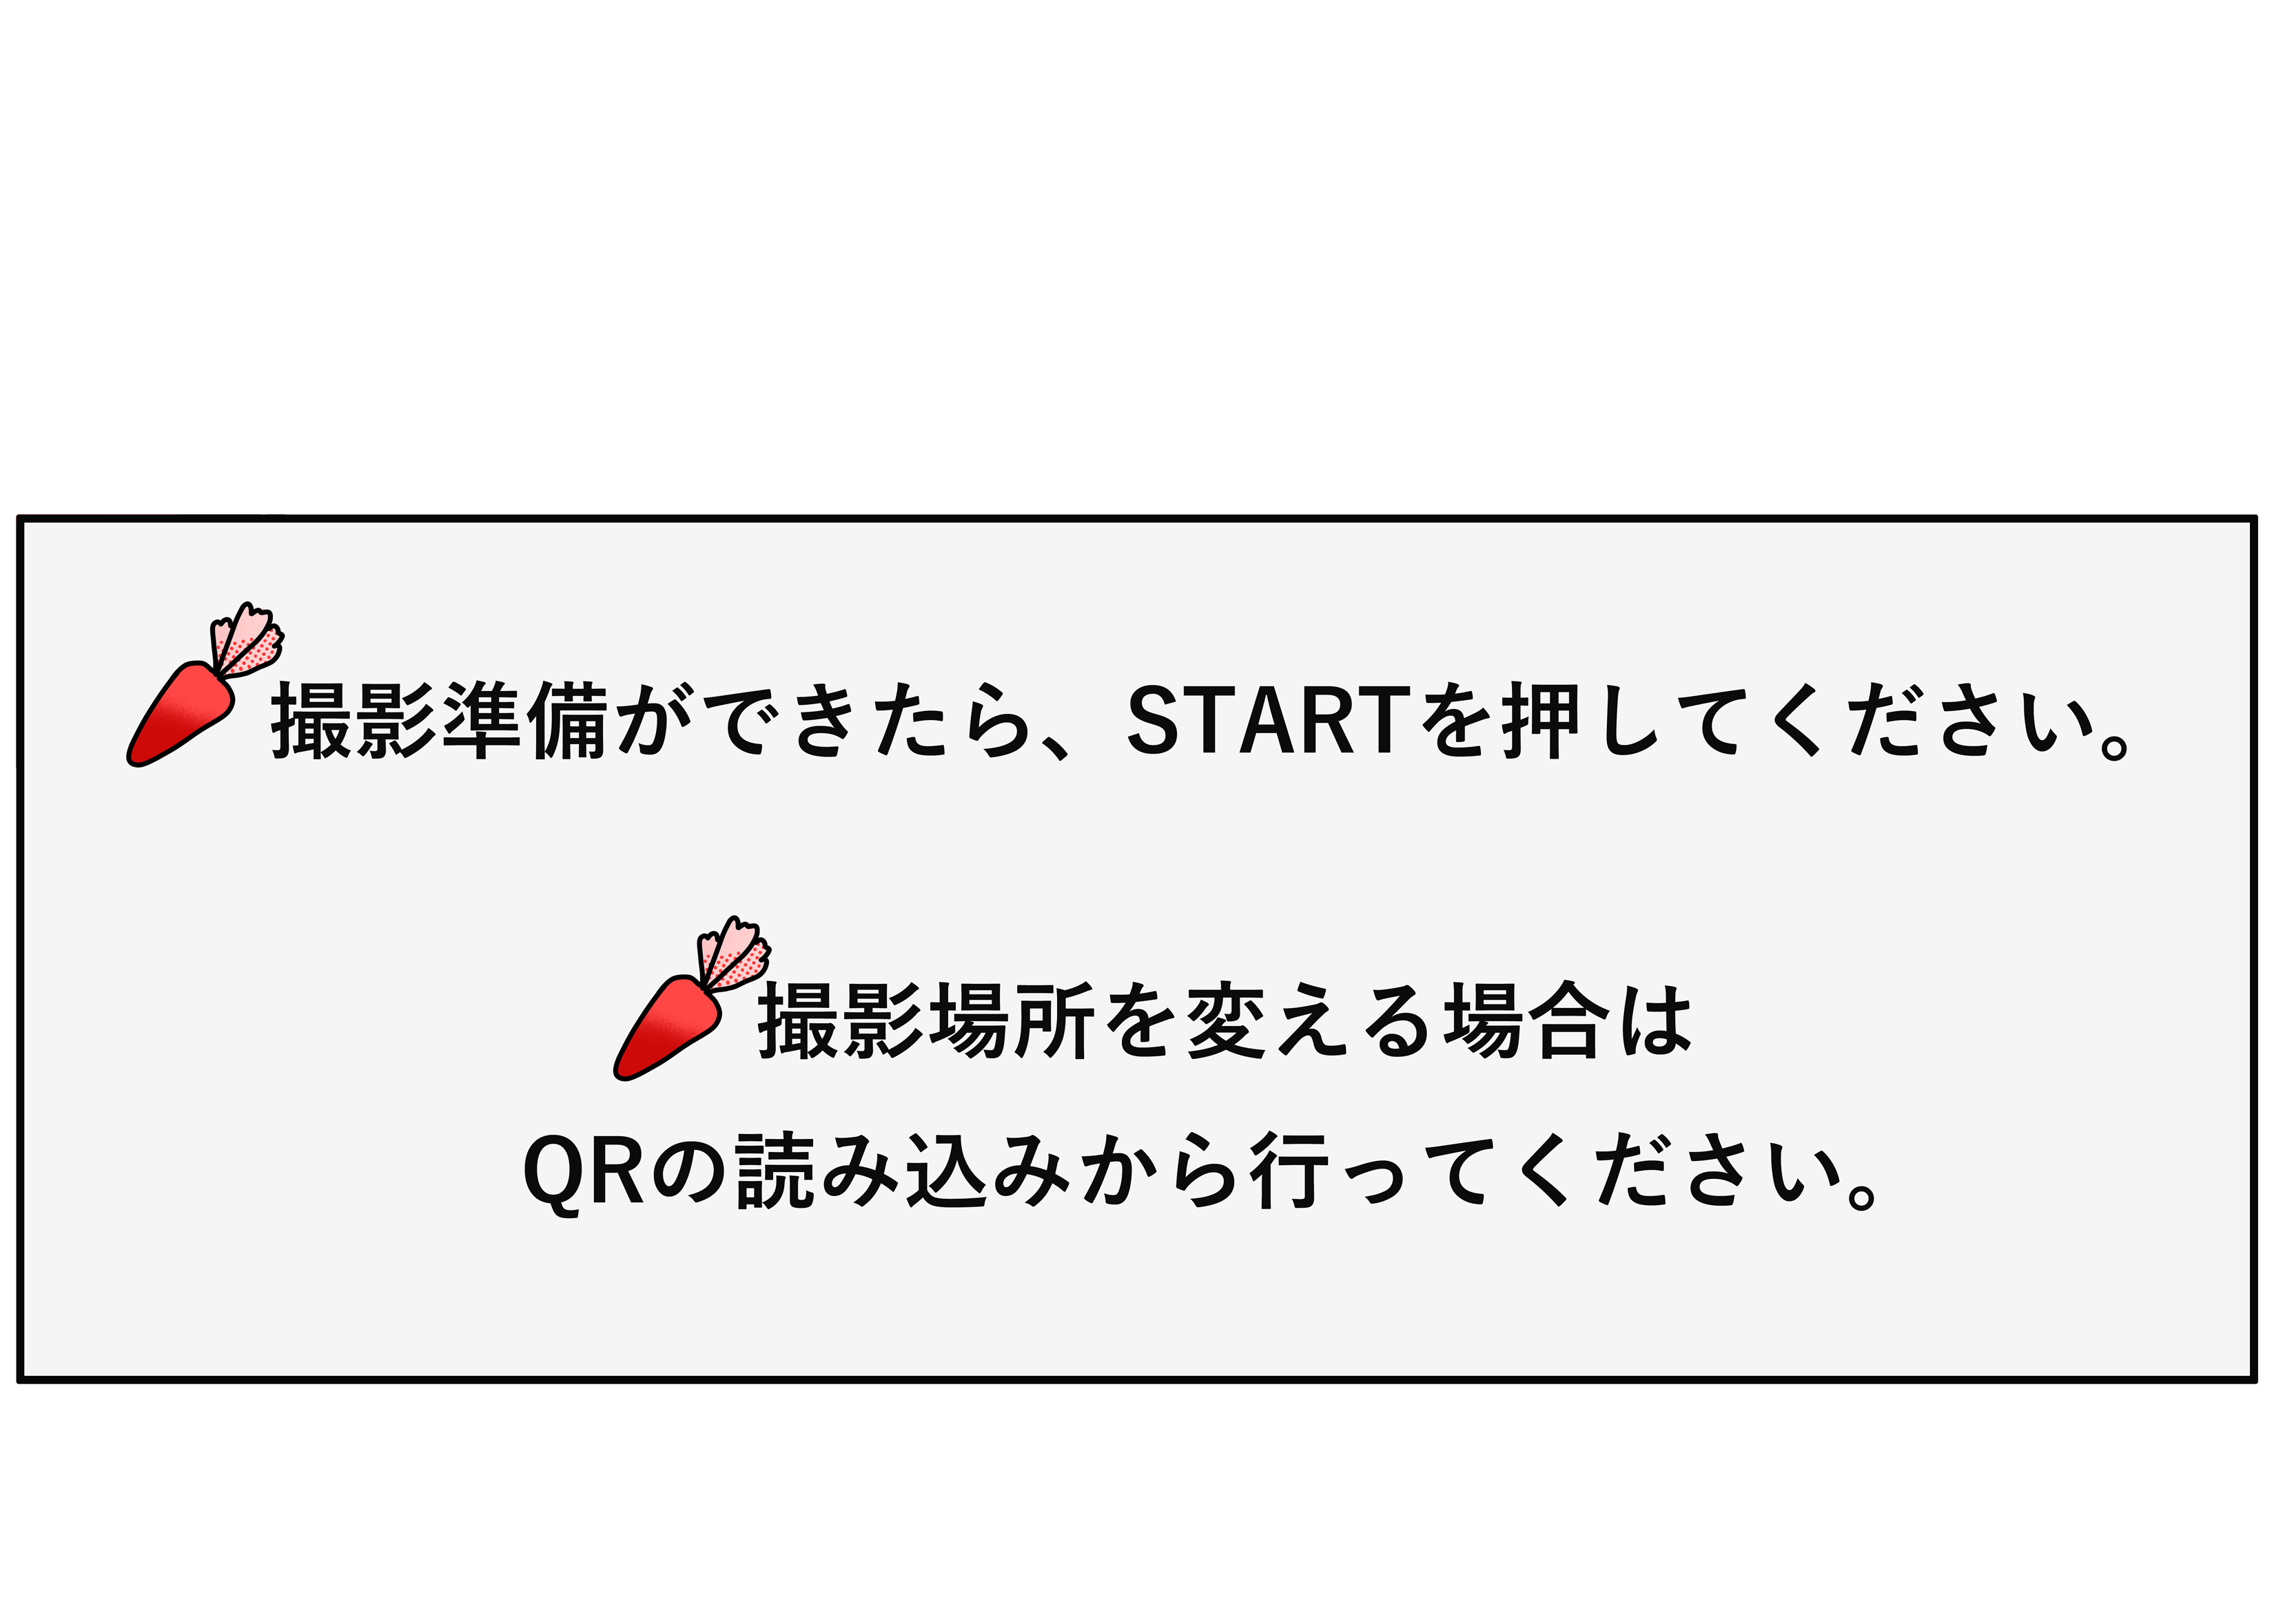 撮影準備ができたら、STARTを押してください。
撮影場所を変える場合は
QRの読み込みから行ってください。